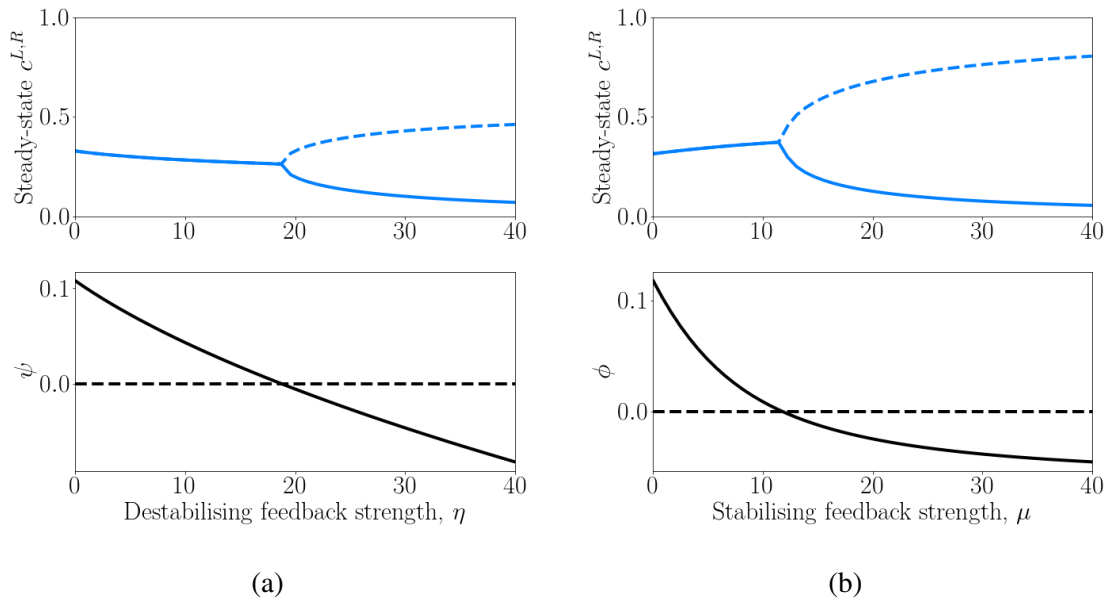 Steady-state c^{L,R}
1.0
0.5
0.0
0 10 20 30 40
ψ
0.1
0.0
0 10 20 30 40
Destabilising feedback strength, η
(a)
Steady-state c^{L,R}
1.0
0.5
0.0
0 10 20 30 40
ϕ
0.1
0.0
0 10 20 30 40
Stabilising feedback strength, μ
(b)